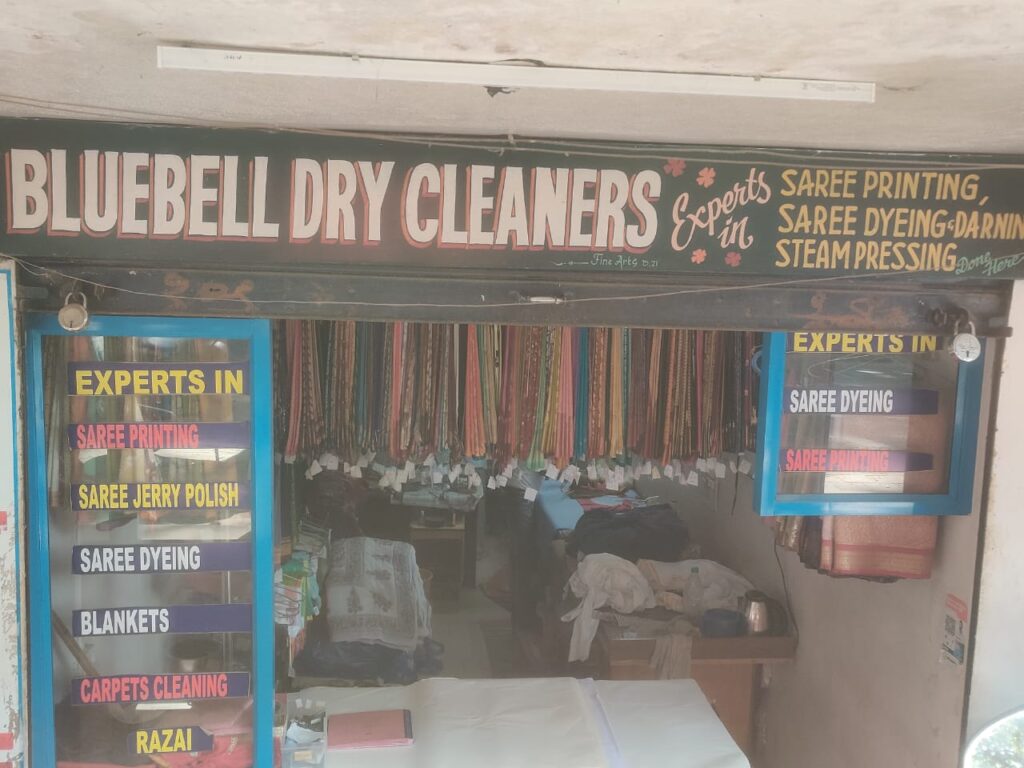 BLUEBELL DRY CLEANERS
Experts
in
SAREE PRINTING,
SAREE DYEING & DARNIN
STEAM PRESSING
Done
Here
Fine Arts
EXPERTS IN
SAREE PRINTING
SAREE JERRY POLISH
SAREE DYEING
BLANKETS
CARPETS CLEANING
RAZAI
EXPERTS IN
SAREE DYEING
SAREE PRINTING